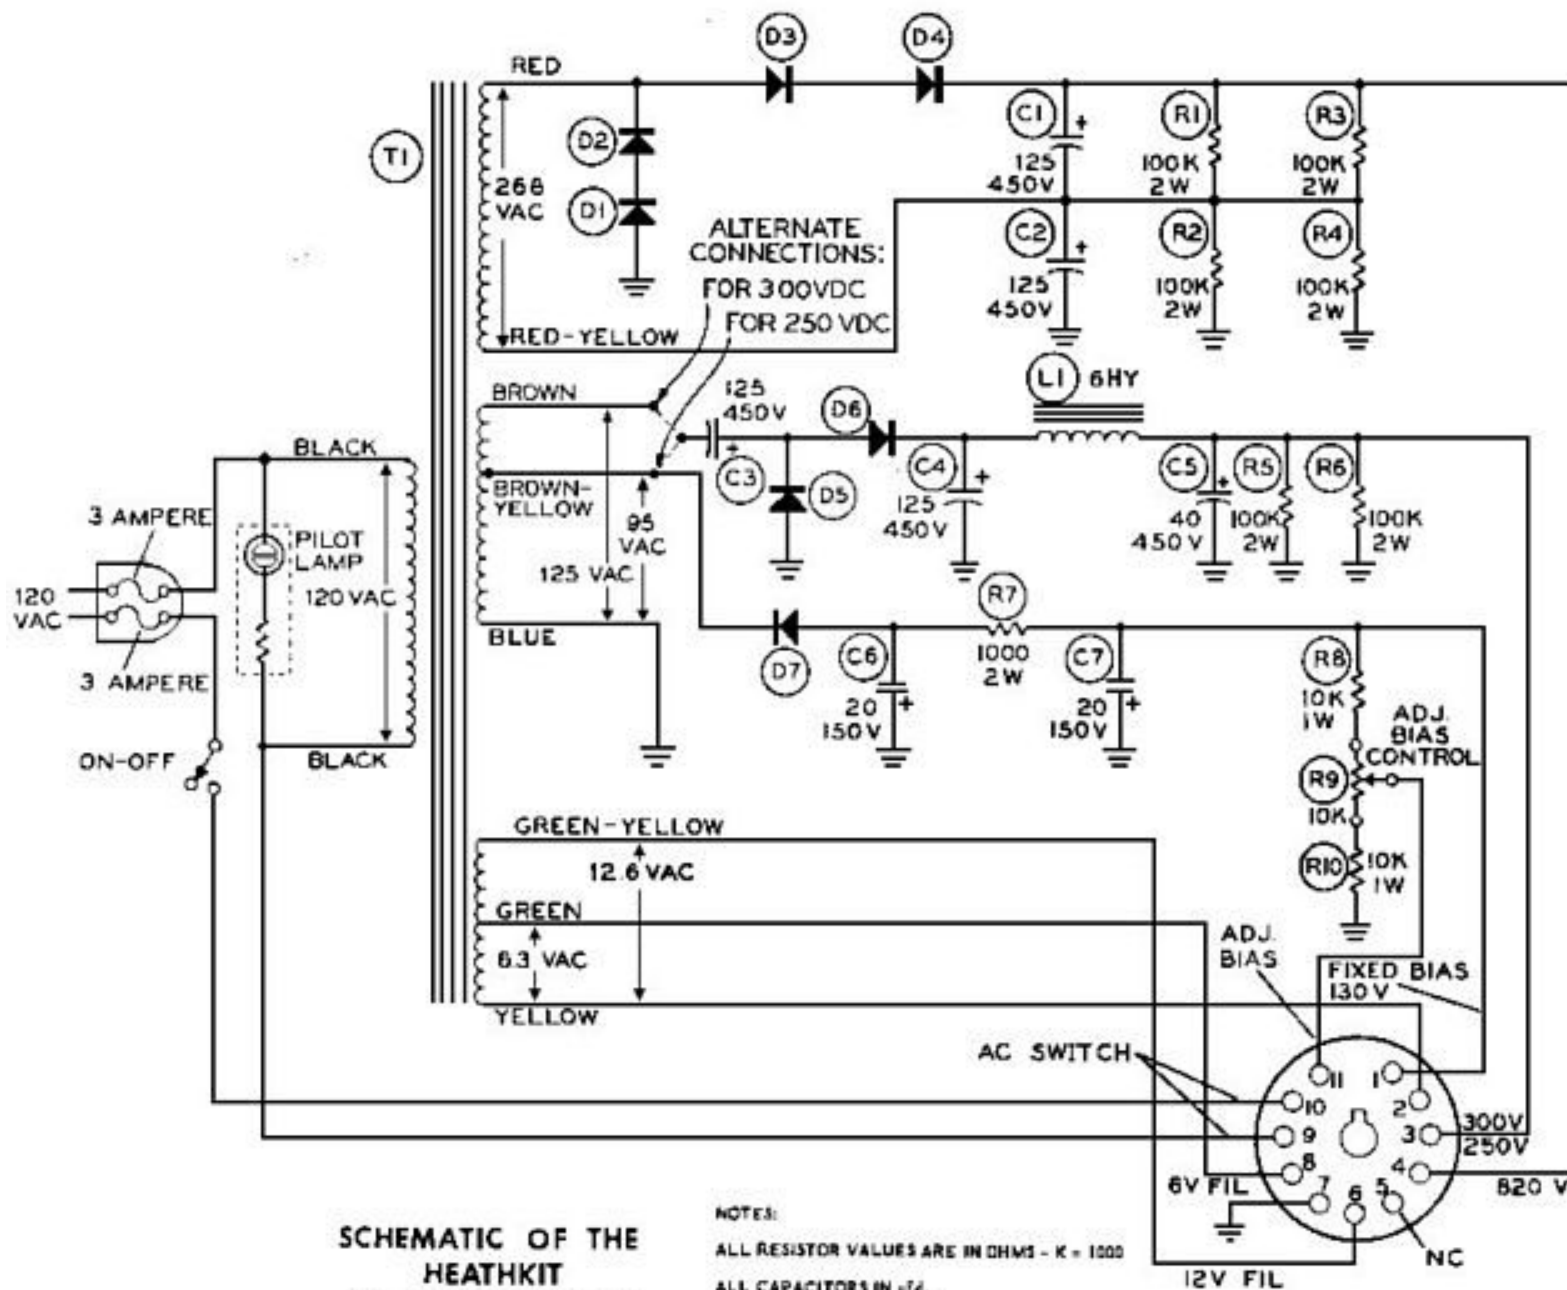 D3
D4
RED
C1
R1
R3
D2
T1
125
450V
100K
2W
100K
2W
268
VAC
D1
ALTERNATE
CONNECTIONS:
C2
R2
R4
FOR 300VDC
125
450V
100K
2W
100K
2W
FOR 250 VDC
RED-YELLOW
L1
6HY
BROWN
125
450V
D6
BLACK
C3
C4
C5
R5
R6
BROWN-
YELLOW
D5
3 AMPERE
95
VAC
125
450V
40
450V
100K
2W
100K
2W
PILOT
LAMP
125 VAC
120
VAC
120 VAC
R7
BLUE
1000
2W
D7
C6
C7
R8
3 AMPERE
20
150V
20
150V
10K
1W
ADJ.
BIAS
CONTROL
ON-OFF
BLACK
R9
10K
GREEN-YELLOW
12.6 VAC
R10
10K
1W
GREEN
ADJ.
BIAS
6.3 VAC
FIXED BIAS
130 V
YELLOW
AC SWITCH
11
1
10
2
9
3
300V
250V
8
4
6V FIL
7
6
5
820 V
NC
12V FIL
SCHEMATIC OF THE
HEATHKIT
NOTES:
ALL RESISTOR VALUES ARE IN OHMS - K = 1000
ALL CAPACITORS IN